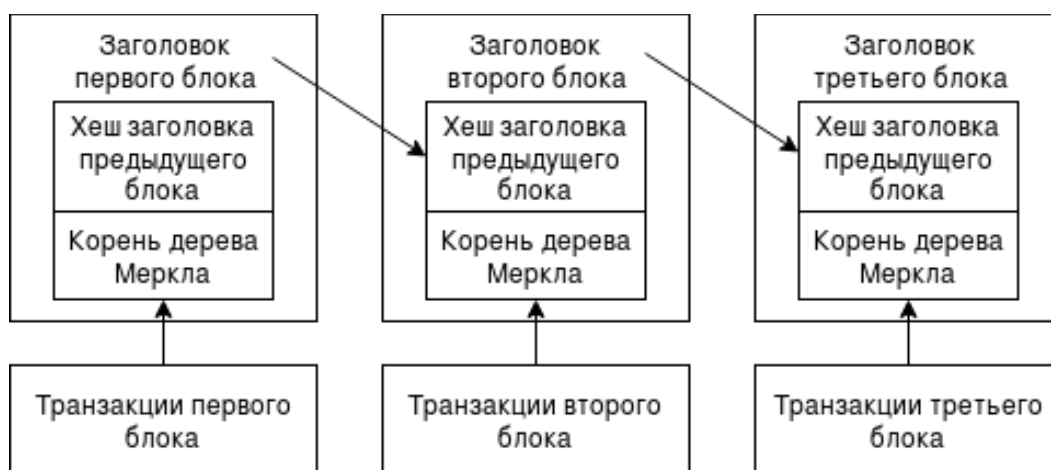 Заголовок
первого блока
Хеш заголовка
предыдущего
блока
Корень дерева
Меркла
Транзакции первого
блока
Заголовок
второго блока
Хеш заголовка
предыдущего
блока
Корень дерева
Меркла
Транзакции второго
блока
Заголовок
третьего блока
Хеш заголовка
предыдущего
блока
Корень дерева
Меркла
Транзакции третьего
блока